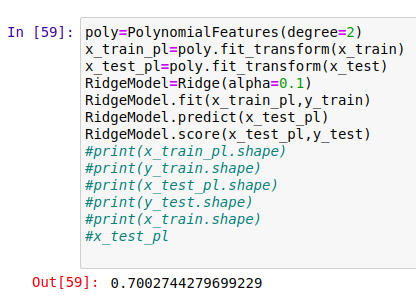 In [59]: poly=PolynomialFeatures(degree=2)
x_train_pl=poly.fit_transform(x_train)
x_test_pl=poly.fit_transform(x_test)
RidgeModel=Ridge(alpha=0.1)
RidgeModel.fit(x_train_pl,y_train)
RidgeModel.predict(x_test_pl)
RidgeModel.score(x_test_pl,y_test)
#print(x_train_pl.shape)
#print(y_train.shape)
#print(x_test_pl.shape)
#print(y_test.shape)
#print(x_train.shape)
#x_test_pl
Out[59]: 0.7002744279699229